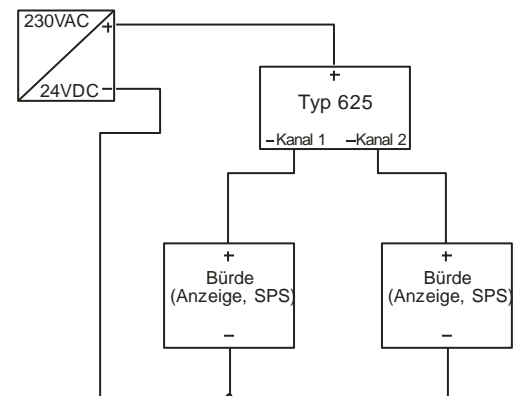 230VAC
+
24VDC –
+
Typ 625
–Kanal 1 –Kanal 2
+
Bürde
(Anzeige, SPS)
–
+
Bürde
(Anzeige, SPS)
–